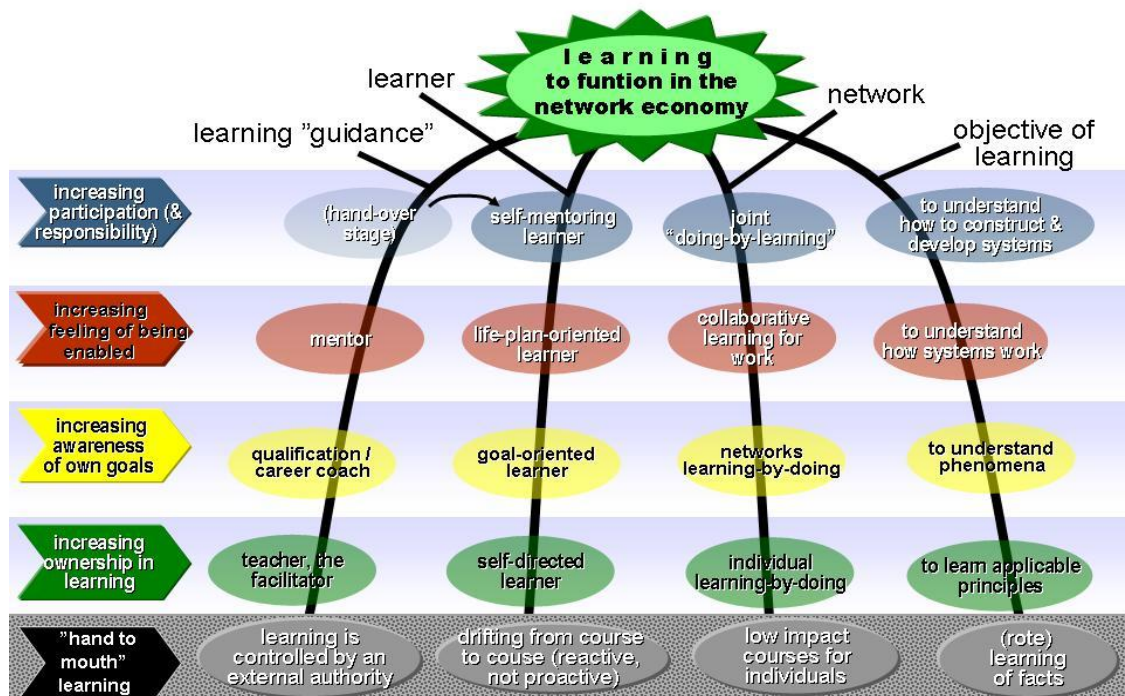 l e a r n i n g
to funtion in the
network economy
learner
network
learning ”guidance”
objective of
learning
increasing
participation (&
responsibility)
(hand-over
stage)
self-mentoring
learner
joint
“doing-by-learning”
to understand
how to construct &
develop systems
increasing
feeling of being
enabled
mentor
life-plan-oriented
learner
collaborative
learning for
work
to understand
how systems work
increasing
awareness
of own goals
qualification /
career coach
goal-oriented
learner
networks
learning-by-doing
to understand
phenomena
increasing
ownership in
learning
teacher, the
facilitator
self-directed
learner
individual
learning-by-doing
to learn applicable
principles
”hand to
mouth”
learning
learning is
controlled by an
external authority
drifting from course
to couse (reactive,
not proactive)
low impact
courses for
individuals
(rote)
learning
of facts